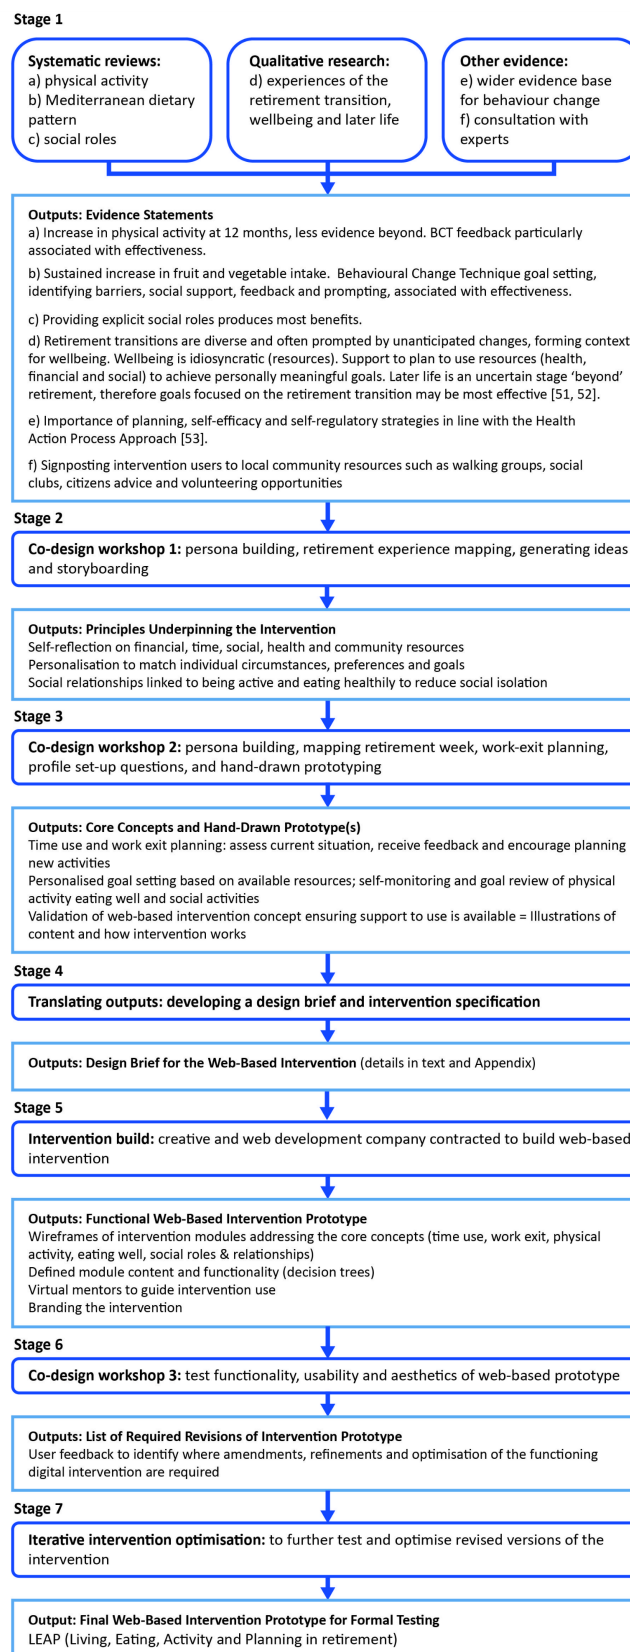 Stage 1
Systematic reviews:
a) physical activity
b) Mediterranean dietary
pattern
c) social roles
Qualitative research:
d) experiences of the
retirement transition,
wellbeing and later life
Other evidence:
e) wider evidence base
for behaviour change
f) consultation with
experts
Outputs: Evidence Statements
a) Increase in physical activity at 12 months, less evidence beyond. BCT feedback particularly
associated with effectiveness.
b) Sustained increase in fruit and vegetable intake. Behavioural Change Technique goal setting,
identifying barriers, social support, feedback and prompting, associated with effectiveness.
c) Providing explicit social roles produces most benefits.
d) Retirement transitions are diverse and often prompted by unanticipated changes, forming context
for wellbeing. Wellbeing is idiosyncratic (resources). Support to plan to use resources (health,
financial and social) to achieve personally meaningful goals. Later life is an uncertain stage ‘beyond’
retirement, therefore goals focused on the retirement transition may be most effective [51, 52].
e) Importance of planning, self-efficacy and self-regulatory strategies in line with the Health
Action Process Approach [53].
f) Signposting intervention users to local community resources such as walking groups, social
clubs, citizens advice and volunteering opportunities
Stage 2
Co-design workshop 1: persona building, retirement experience mapping, generating ideas
and storyboarding
Outputs: Principles Underpinning the Intervention
Self-reflection on financial, time, social, health and community resources
Personalisation to match individual circumstances, preferences and goals
Social relationships linked to being active and eating healthily to reduce social isolation
Stage 3
Co-design workshop 2: persona building, mapping retirement week, work-exit planning,
profile set-up questions, and hand-drawn prototyping
Outputs: Core Concepts and Hand-Drawn Prototype(s)
Time use and work exit planning: assess current situation, receive feedback and encourage planning
new activities
Personalised goal setting based on available resources; self-monitoring and goal review of physical
activity eating well and social activities
Validation of web-based intervention concept ensuring support to use is available = Illustrations of
content and how intervention works
Stage 4
Translating outputs: developing a design brief and intervention specification
Outputs: Design Brief for the Web-Based Intervention (details in text and Appendix)
Stage 5
Intervention build: creative and web development company contracted to build web-based
intervention
Outputs: Functional Web-Based Intervention Prototype
Wireframes of intervention modules addressing the core concepts (time use, work exit, physical
activity, eating well, social roles & relationships)
Defined module content and functionality (decision trees)
Virtual mentors to guide intervention use
Branding the intervention
Stage 6
Co-design workshop 3: test functionality, usability and aesthetics of web-based prototype
Outputs: List of Required Revisions of Intervention Prototype
User feedback to identify where amendments, refinements and optimisation of the functioning
digital intervention are required
Stage 7
Iterative intervention optimisation: to further test and optimise revised versions of the
intervention
Output: Final Web-Based Intervention Prototype for Formal Testing
LEAP (Living, Eating, Activity and Planning in retirement)